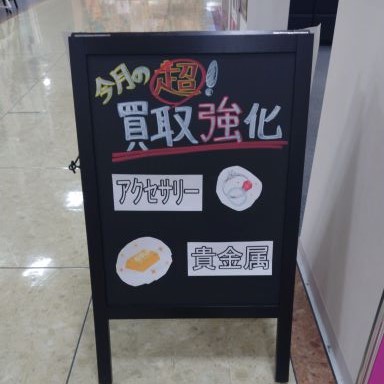 今月の超!
買取強化
アクセサリー
貴金属